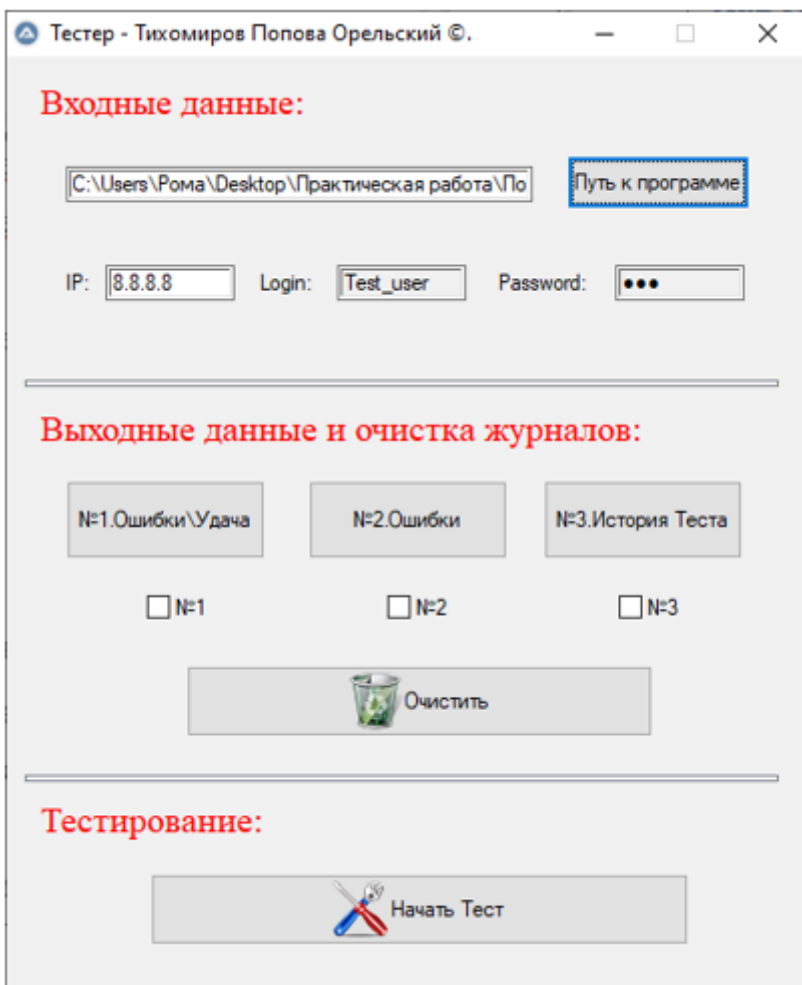 Тестер - Тихомиров Попова Орельский ©.
Входные данные:
C:\Users\Рома\Desktop\Практическая работа\По Путь к программе
IP: 8.8.8.8 Login: Test_user Password: ●●●
Выходные данные и очистка журналов:
№1.Ошибки\Удача №2.Ошибки №3.История Теста
№1 №2 №3
Очистить
Тестирование:
Начать Тест